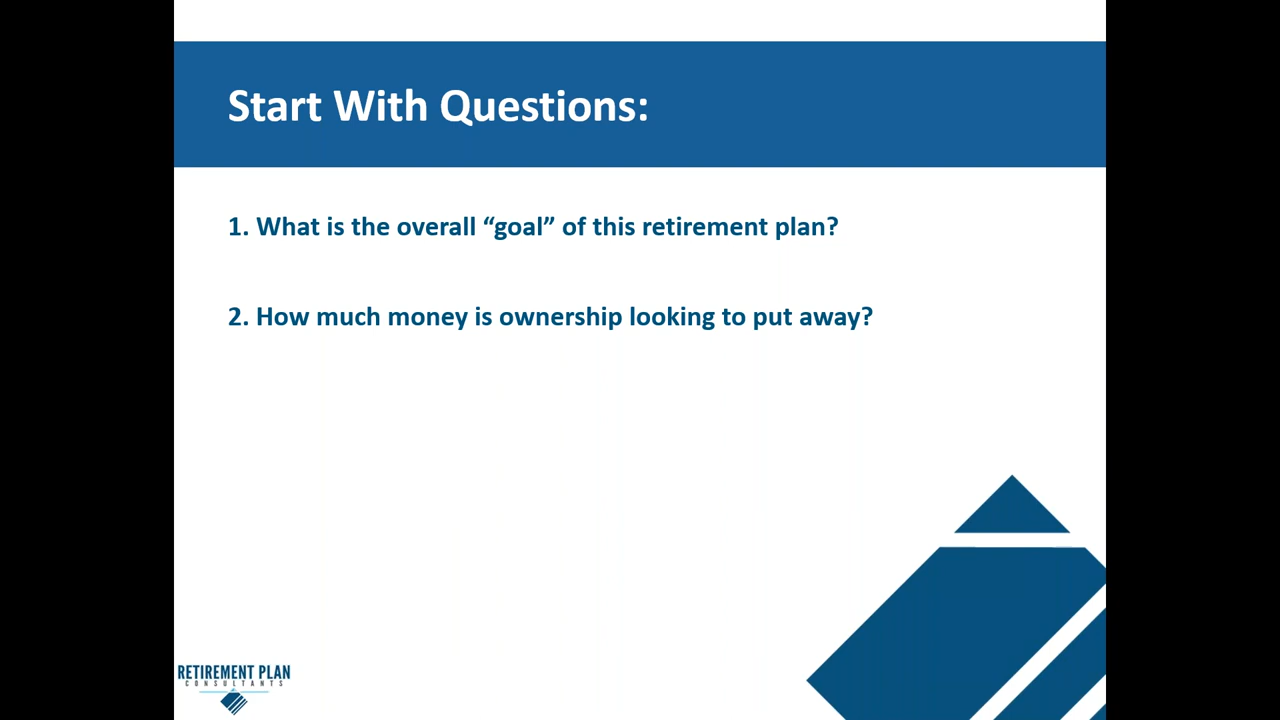 Start With Questions:
1. What is the overall “goal” of this retirement plan?
2. How much money is ownership looking to put away?
RETIREMENT PLAN
CONSULTANTS